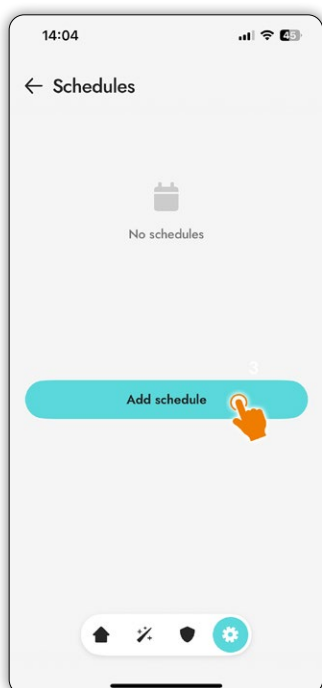 14:04
45
← Schedules
No schedules
3
Add schedule